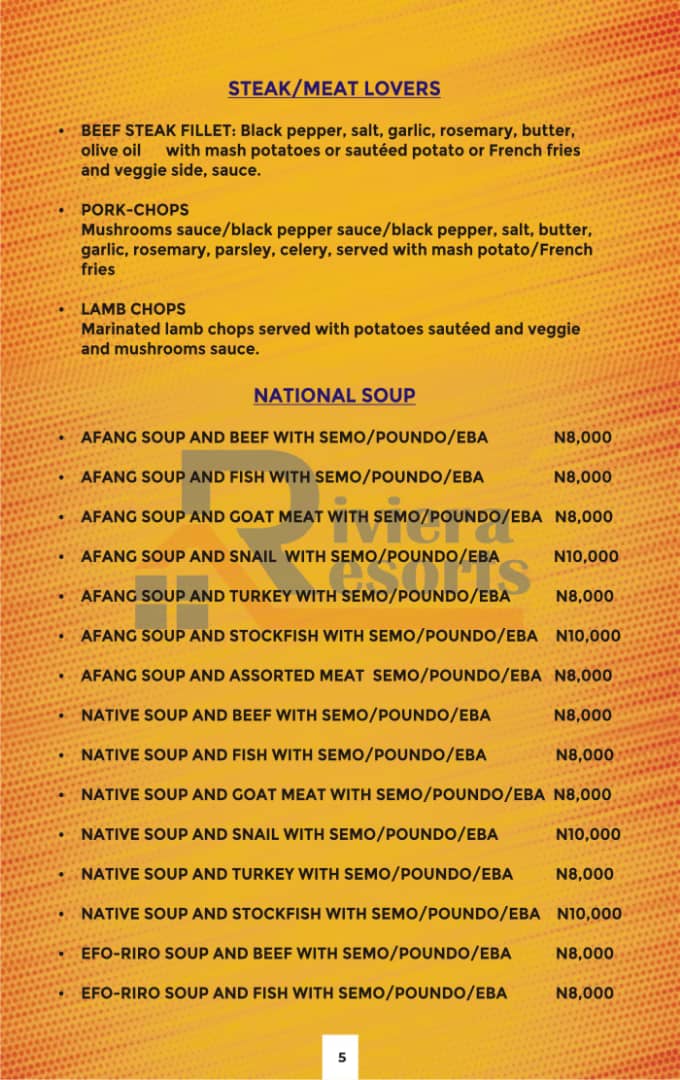 STEAK/MEAT LOVERS
• BEEF STEAK FILLET: Black pepper, salt, garlic, rosemary, butter,
olive oil with mash potatoes or sautéed potato or French fries
and veggie side, sauce.
• PORK-CHOPS
Mushrooms sauce/black pepper sauce/black pepper, salt, butter,
garlic, rosemary, parsley, celery, served with mash potato/French
fries
• LAMB CHOPS
Marinated lamb chops served with potatoes sautéed and veggie
and mushrooms sauce.
NATIONAL SOUP
• AFANG SOUP AND BEEF WITH SEMO/POUNDO/EBA N8,000
• AFANG SOUP AND FISH WITH SEMO/POUNDO/EBA N8,000
• AFANG SOUP AND GOAT MEAT WITH SEMO/POUNDO/EBA N8,000
• AFANG SOUP AND SNAIL WITH SEMO/POUNDO/EBA N10,000
• AFANG SOUP AND TURKEY WITH SEMO/POUNDO/EBA N8,000
• AFANG SOUP AND STOCKFISH WITH SEMO/POUNDO/EBA N10,000
• AFANG SOUP AND ASSORTED MEAT SEMO/POUNDO/EBA N8,000
• NATIVE SOUP AND BEEF WITH SEMO/POUNDO/EBA N8,000
• NATIVE SOUP AND FISH WITH SEMO/POUNDO/EBA N8,000
• NATIVE SOUP AND GOAT MEAT WITH SEMO/POUNDO/EBA N8,000
• NATIVE SOUP AND SNAIL WITH SEMO/POUNDO/EBA N10,000
• NATIVE SOUP AND TURKEY WITH SEMO/POUNDO/EBA N8,000
• NATIVE SOUP AND STOCKFISH WITH SEMO/POUNDO/EBA N10,000
• EFO-RIRO SOUP AND BEEF WITH SEMO/POUNDO/EBA N8,000
• EFO-RIRO SOUP AND FISH WITH SEMO/POUNDO/EBA N8,000
Riviera
Resorts
5